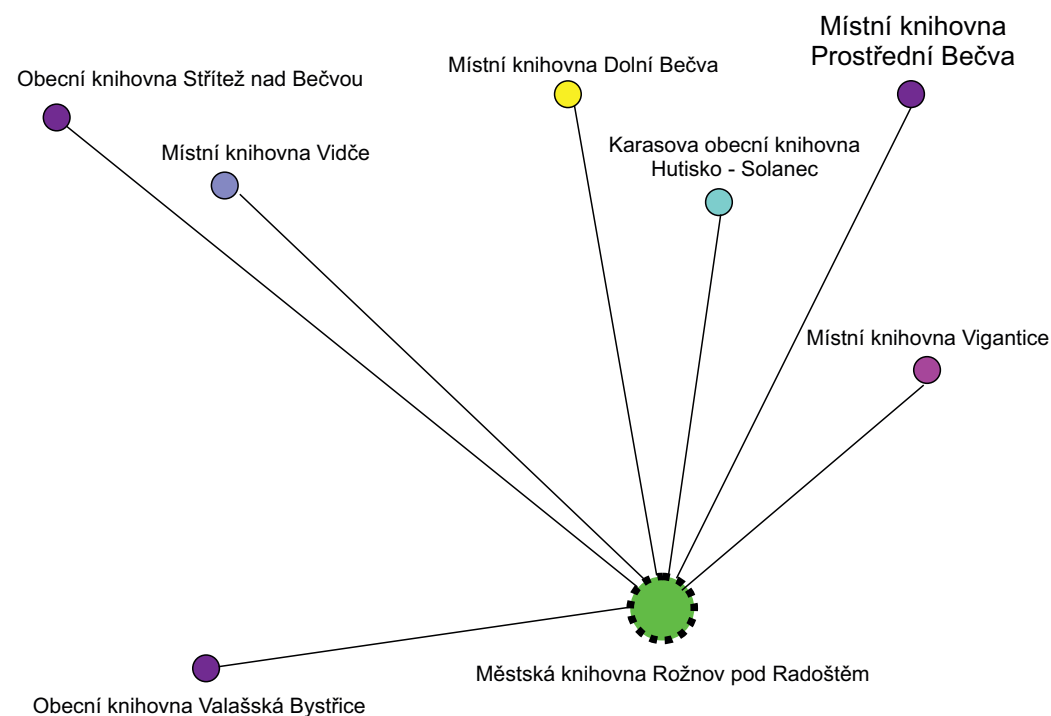 Místní knihovna
Prostřední Bečva
Obecní knihovna Střítež nad Bečvou
Místní knihovna Dolní Bečva
Místní knihovna Vidče
Karasova obecní knihovna
Hutisko - Solanec
Místní knihovna Vigantice
Městská knihovna Rožnov pod Radoštěm
Obecní knihovna Valašská Bystřice